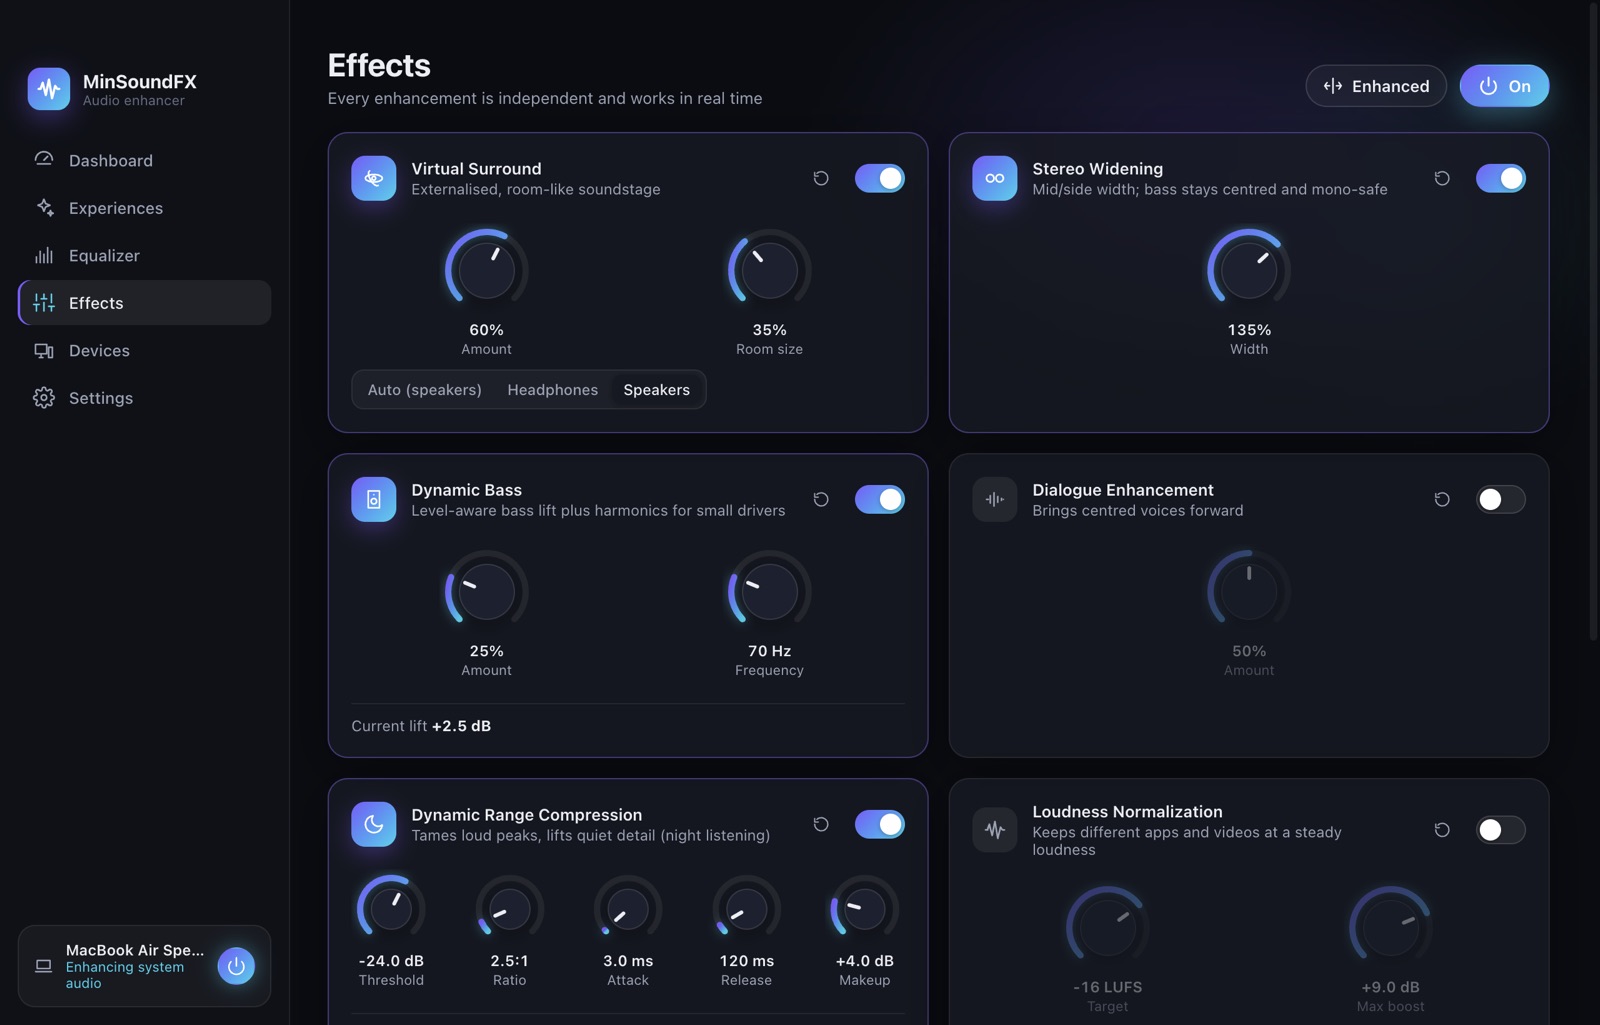 MinSoundFX
Audio enhancer
Dashboard
Experiences
Equalizer
Effects
Devices
Settings
MacBook Air Spe...
Enhancing system
audio
Effects
Every enhancement is independent and works in real time
Enhanced
On
Virtual Surround
Externalised, room-like soundstage
60%
Amount
35%
Room size
Auto (speakers)
Headphones
Speakers
Stereo Widening
Mid/side width; bass stays centred and mono-safe
135%
Width
Dynamic Bass
Level-aware bass lift plus harmonics for small drivers
25%
Amount
70 Hz
Frequency
Current lift +2.5 dB
Dialogue Enhancement
Brings centred voices forward
50%
Amount
Dynamic Range Compression
Tames loud peaks, lifts quiet detail (night listening)
-24.0 dB
Threshold
2.5:1
Ratio
3.0 ms
Attack
120 ms
Release
+4.0 dB
Makeup
Loudness Normalization
Keeps different apps and videos at a steady
loudness
-16 LUFS
Target
+9.0 dB
Max boost